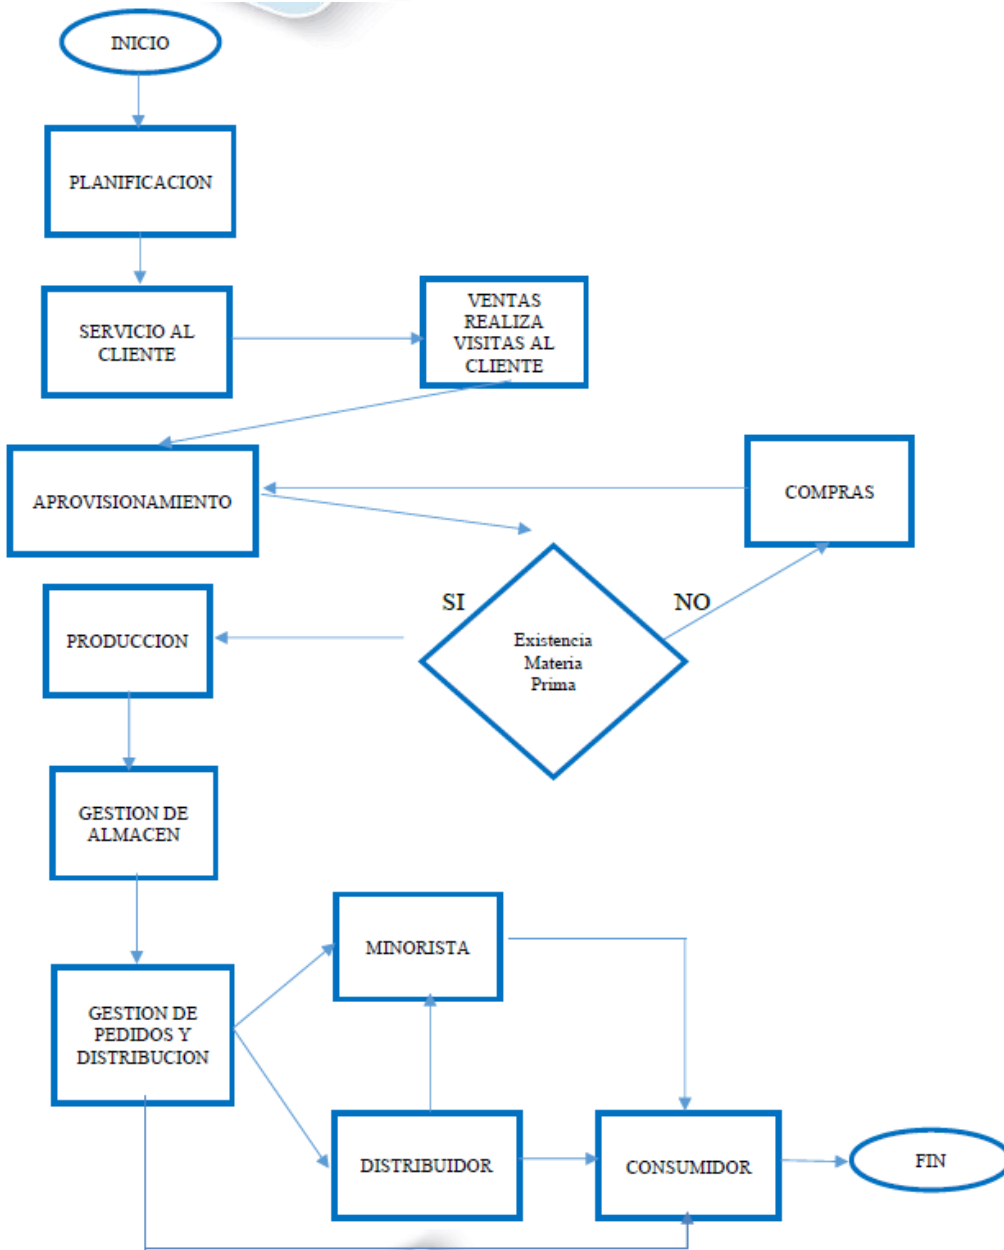 INICIO
PLANIFICACION
SERVICIO AL
CLIENTE
VENTAS
REALIZA
VISITAS AL
CLIENTE
APROVISIONAMIENTO
COMPRAS
SI
NO
Existencia
Materia
Prima
PRODUCCION
GESTION DE
ALMACEN
MINORISTA
GESTION DE
PEDIDOS Y
DISTRIBUCION
DISTRIBUIDOR
CONSUMIDOR
FIN